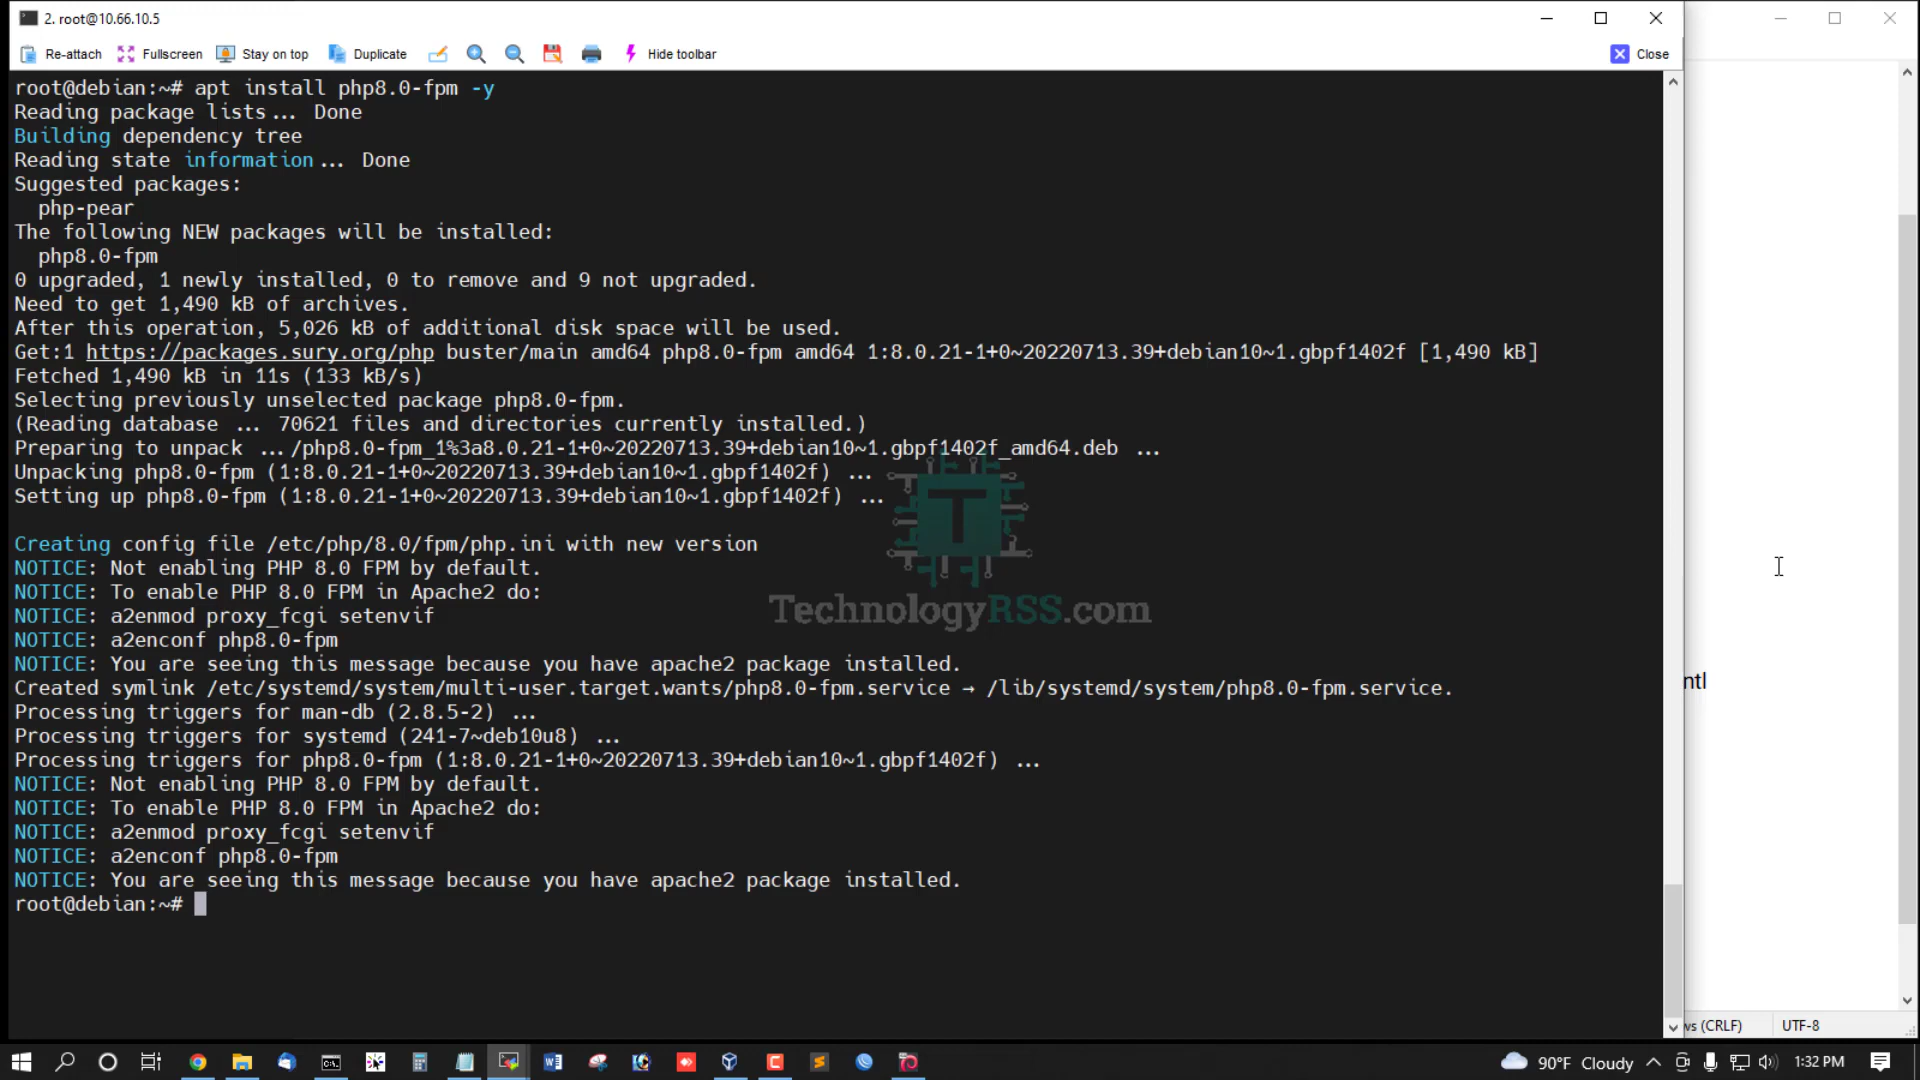 2. root@10.66.10.5
Re-attach Fullscreen Stay on top Duplicate Hide toolbar Close
root@debian:~# apt install php8.0-fpm -y
Reading package lists... Done
Building dependency tree
Reading state information... Done
Suggested packages:
  php-pear
The following NEW packages will be installed:
  php8.0-fpm
0 upgraded, 1 newly installed, 0 to remove and 9 not upgraded.
Need to get 1,490 kB of archives.
After this operation, 5,026 kB of additional disk space will be used.
Get:1 https://packages.sury.org/php buster/main amd64 php8.0-fpm amd64 1:8.0.21-1+0~20220713.39+debian10~1.gbpf1402f [1,490 kB]
Fetched 1,490 kB in 11s (133 kB/s)
Selecting previously unselected package php8.0-fpm.
(Reading database ... 70621 files and directories currently installed.)
Preparing to unpack .../php8.0-fpm_1%3a8.0.21-1+0~20220713.39+debian10~1.gbpf1402f_amd64.deb ...
Unpacking php8.0-fpm (1:8.0.21-1+0~20220713.39+debian10~1.gbpf1402f) ...
Setting up php8.0-fpm (1:8.0.21-1+0~20220713.39+debian10~1.gbpf1402f) ...
T
Creating config file /etc/php/8.0/fpm/php.ini with new version
NOTICE: Not enabling PHP 8.0 FPM by default.
NOTICE: To enable PHP 8.0 FPM in Apache2 do:
NOTICE: a2enmod proxy_fcgi setenvif
TechnologyRSS.com
NOTICE: a2enconf php8.0-fpm
NOTICE: You are seeing this message because you have apache2 package installed.
ntl
Created symlink /etc/systemd/system/multi-user.target.wants/php8.0-fpm.service → /lib/systemd/system/php8.0-fpm.service.
Processing triggers for man-db (2.8.5-2) ...
Processing triggers for systemd (241-7~deb10u8) ...
Processing triggers for php8.0-fpm (1:8.0.21-1+0~20220713.39+debian10~1.gbpf1402f) ...
NOTICE: Not enabling PHP 8.0 FPM by default.
NOTICE: To enable PHP 8.0 FPM in Apache2 do:
NOTICE: a2enmod proxy_fcgi setenvif
NOTICE: a2enconf php8.0-fpm
NOTICE: You are seeing this message because you have apache2 package installed.
root@debian:~#
ws (CRLF) UTF-8
90°F Cloudy 1:32 PM